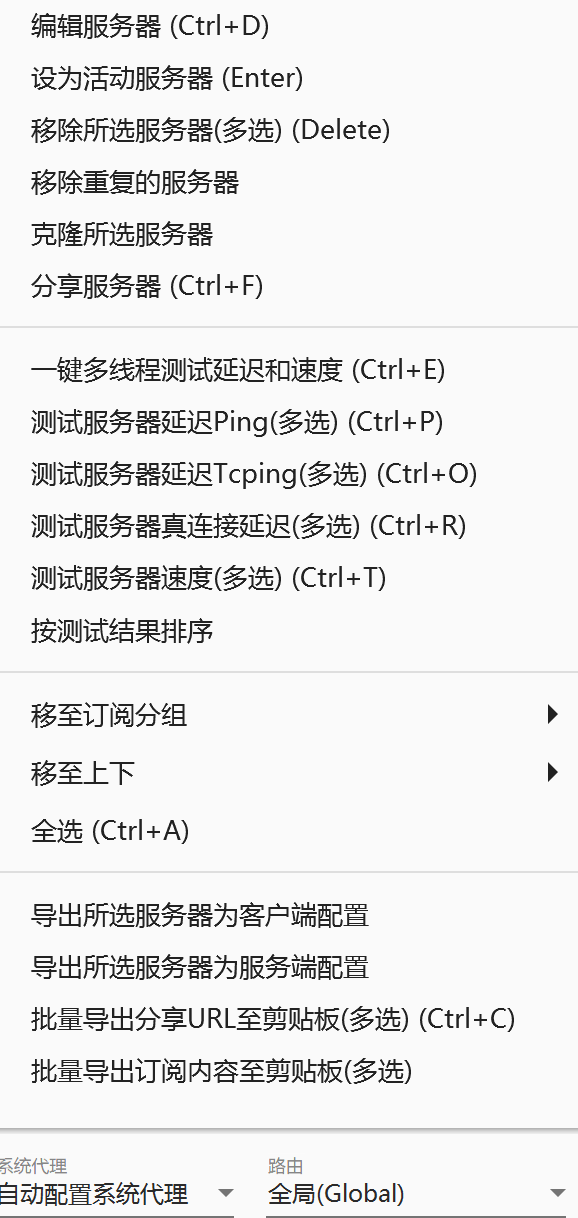 编辑服务器 (Ctrl+D)
设为活动服务器 (Enter)
移除所选服务器(多选) (Delete)
移除重复的服务器
克隆所选服务器
分享服务器 (Ctrl+F)
一键多线程测试延迟和速度 (Ctrl+E)
测试服务器延迟Ping(多选) (Ctrl+P)
测试服务器延迟Tcping(多选) (Ctrl+O)
测试服务器真连接延迟(多选) (Ctrl+R)
测试服务器速度(多选) (Ctrl+T)
按测试结果排序
移至订阅分组
移至上下
全选 (Ctrl+A)
导出所选服务器为客户端配置
导出所选服务器为服务端配置
批量导出分享URL至剪贴板(多选) (Ctrl+C)
批量导出订阅内容至剪贴板(多选)
系统代理
自动配置系统代理
路由
全局(Global)